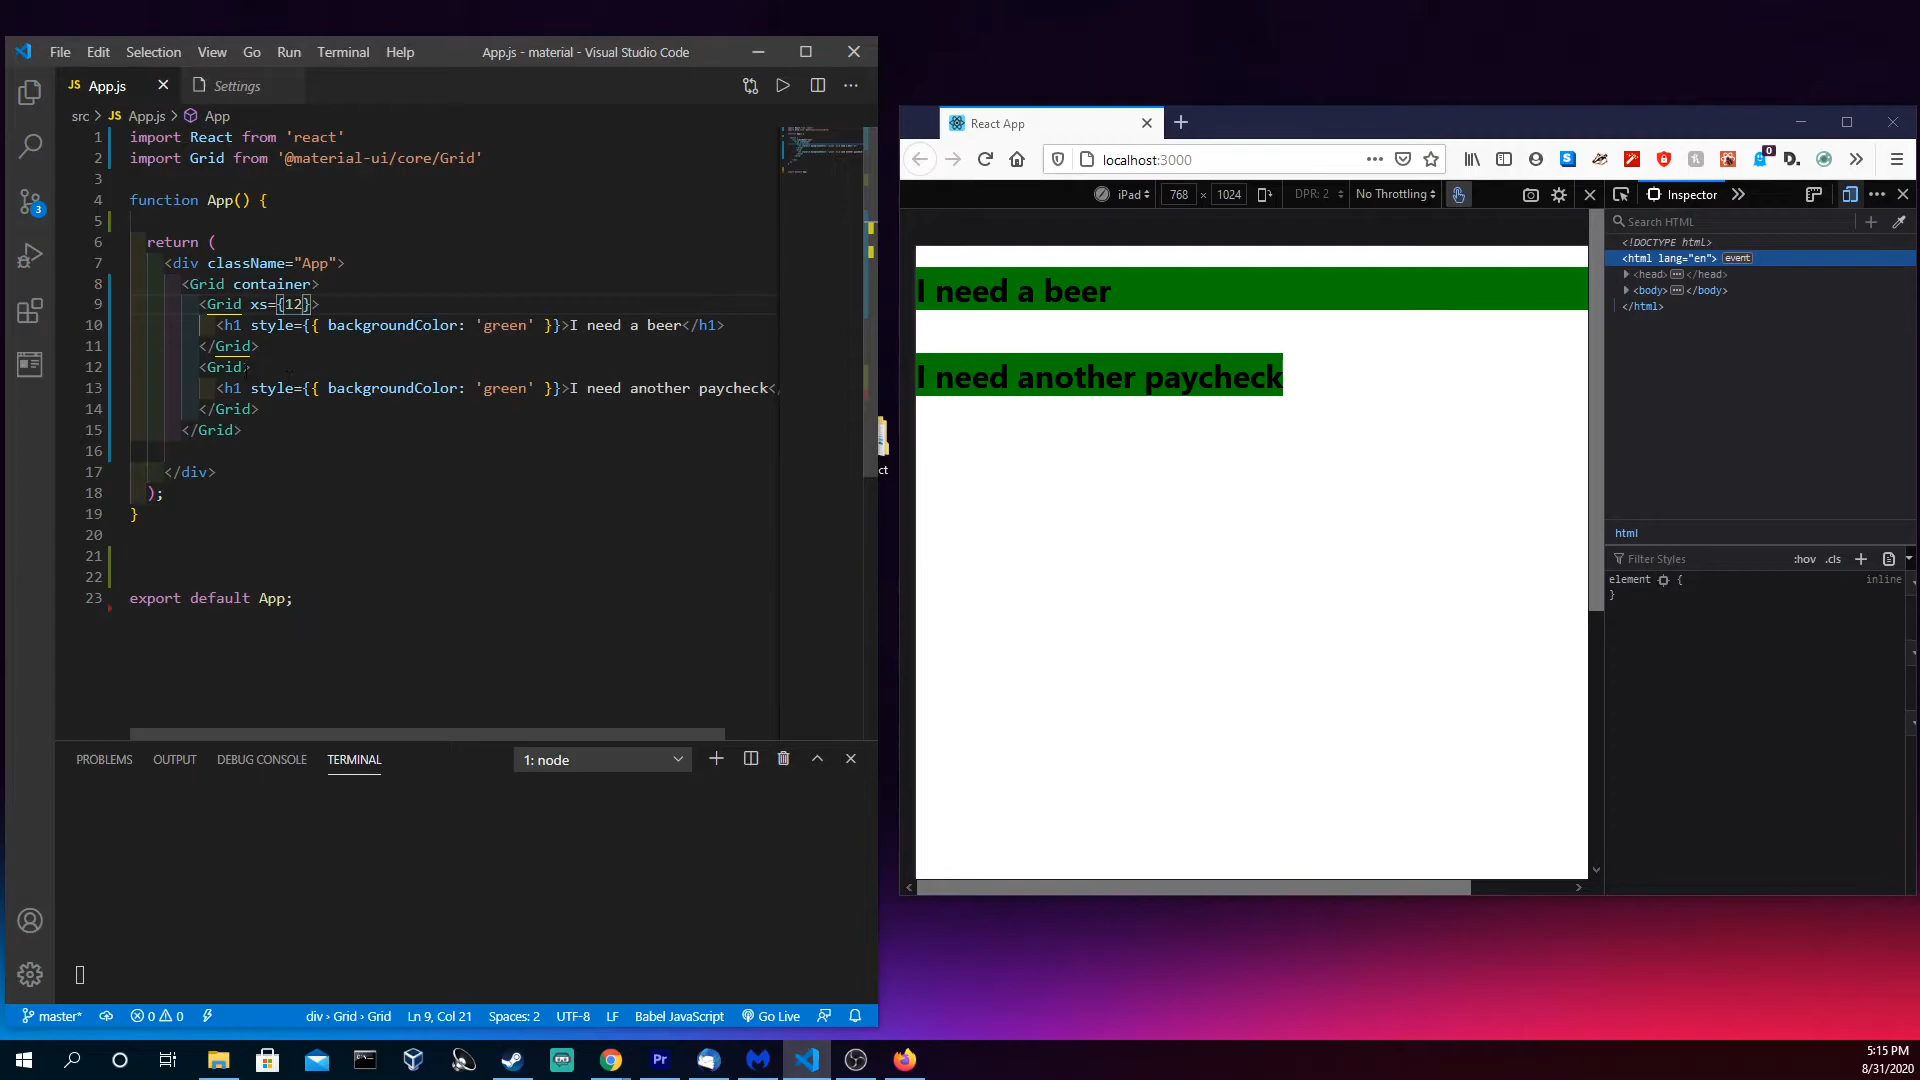 File Edit Selection View Go Run Terminal Help App.js - material - Visual Studio Code
JS App.js Settings
src > JS App.js > App
1 import React from 'react'
2 import Grid from '@material-ui/core/Grid'
3
4 function App() {
5
6 return (
7 <div className="App">
8 <Grid container>
9 <Grid xs={12}>
10 <h1 style={{ backgroundColor: 'green' }}>I need a beer</h1>
11 </Grid>
12 <Grid>
13 <h1 style={{ backgroundColor: 'green' }}>I need another paycheck</
14 </Grid>
15 </Grid>
16
17 </div>
18 );
19 }
20
21
22
23 export default App;
3
PROBLEMS OUTPUT DEBUG CONSOLE TERMINAL 1: node
master* 0 0 div › Grid › Grid Ln 9, Col 21 Spaces: 2 UTF-8 LF Babel JavaScript Go Live
ct
React App
localhost:3000
0
D.
iPad 768 × 1024 DPR: 2 No Throttling
I need a beer
I need another paycheck
Inspector
Search HTML
<!DOCTYPE html>
<html lang="en"> event
<head> </head>
<body> </body>
</html>
html
Filter Styles :hov .cls
element { inline
}
Pr
5:15 PM
8/31/2020